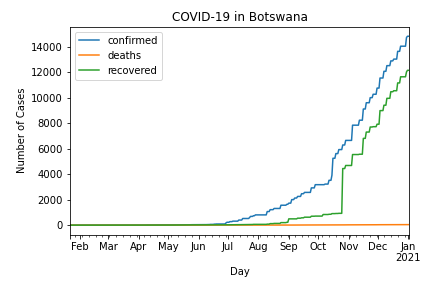 COVID-19 in Botswana
confirmed
deaths
recovered
Number of Cases
14000
12000
10000
8000
6000
4000
2000
0
Feb Mar Apr May Jun Jul Aug Sep Oct Nov Dec Jan
2021
Day